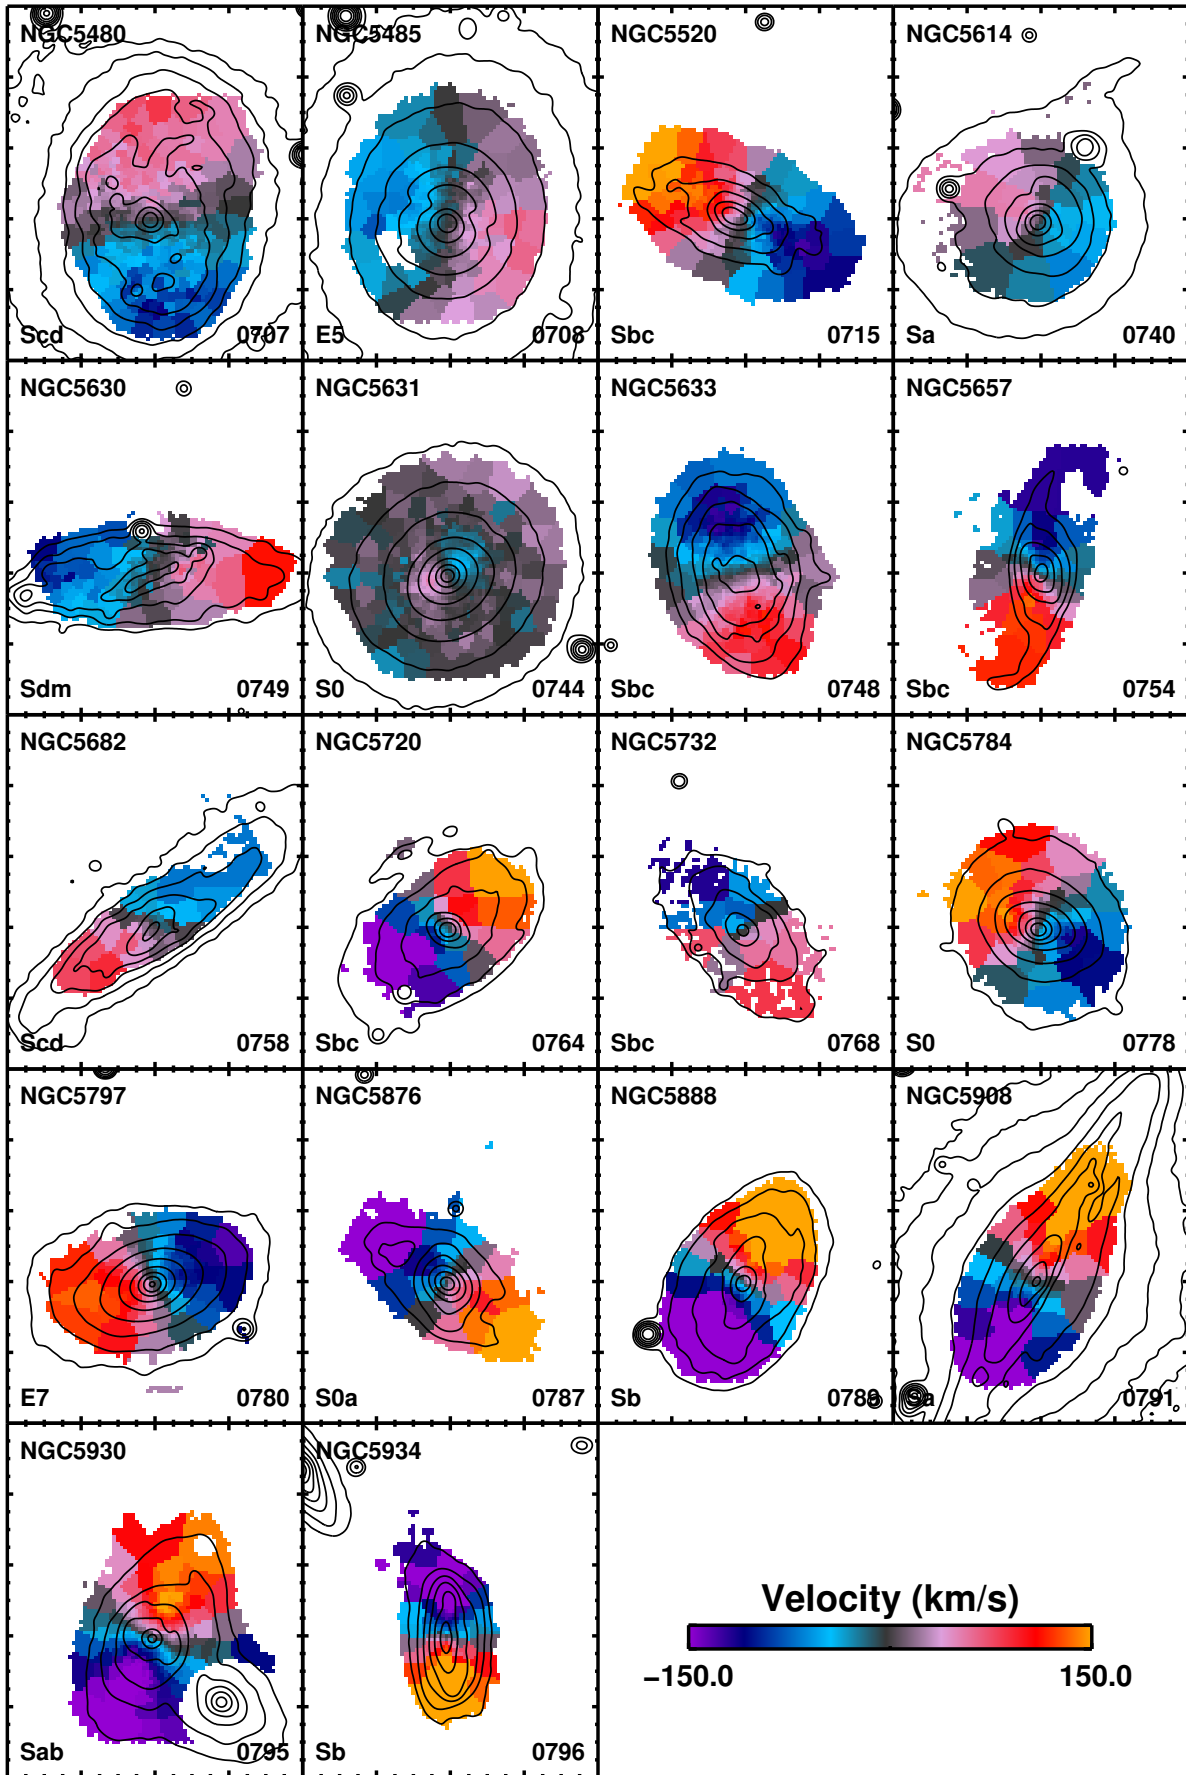 NGC5480 NGC5485 NGC5520 NGC5614
Scd 0707 E5 0708 Sbc 0715 Sa 0740
NGC5630 NGC5631 NGC5633 NGC5657
Sdm 0749 S0 0744 Sbc 0748 Sbc 0754
NGC5682 NGC5720 NGC5732 NGC5784
Scd 0758 Sbc 0764 Sbc 0768 S0 0778
NGC5797 NGC5876 NGC5888 NGC5908
E7 0780 S0a 0787 Sb 0789 Sa 0791
NGC5930 NGC5934
Velocity (km/s)
−150.0 150.0
Sab 0795 Sb 0796